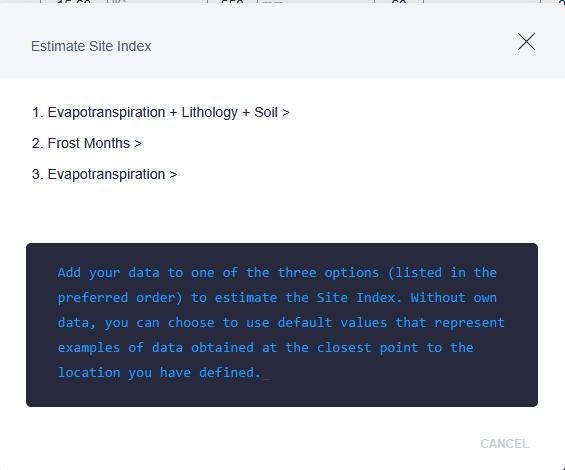 Estimate Site Index
1. Evapotranspiration + Lithology + Soil >
2. Frost Months >
3. Evapotranspiration >
Add your data to one of the three options (listed in the
preferred order) to estimate the Site Index. Without own
data, you can choose to use default values that represent
examples of data obtained at the closest point to the
location you have defined._
CANCEL